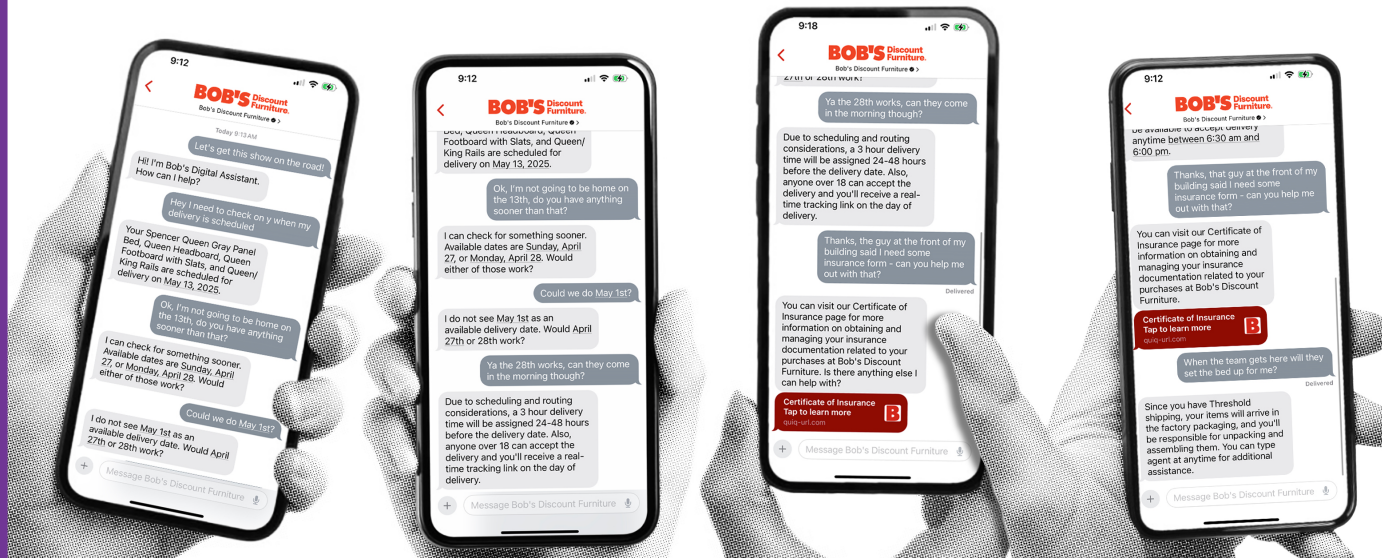 9:12
BOB'S Discount
Furniture.
Bob's Discount Furniture
Today 9:13 AM
Let's get this show on the road!
Hi! I'm Bob's Digital Assistant.
How can I help?
Hey I need to check on y when my
delivery is scheduled
Your Spencer Queen Gray Panel
Bed, Queen Headboard, Queen
Footboard with Slats, and Queen/
King Rails are scheduled for
delivery on May 13, 2025.
Ok, I'm not going to be home on
the 13th, do you have anything
sooner than that?
I can check for something sooner.
Available dates are Sunday, April
27, or Monday, April 28. Would
either of those work?
Could we do May 1st?
I do not see May 1st as an
available delivery date. Would April
27th or 28th work?
Message Bob's Discount Furniture
9:12
BOB'S Discount
Furniture.
Bob's Discount Furniture
Bed, Queen Headboard, Queen
Footboard with Slats, and Queen/
King Rails are scheduled for
delivery on May 13, 2025.
Ok, I'm not going to be home on
the 13th, do you have anything
sooner than that?
I can check for something sooner.
Available dates are Sunday, April
27, or Monday, April 28. Would
either of those work?
Could we do May 1st?
I do not see May 1st as an
available delivery date. Would April
27th or 28th work?
Ya the 28th works, can they come
in the morning though?
Due to scheduling and routing
considerations, a 3 hour delivery
time will be assigned 24-48 hours
before the delivery date. Also,
anyone over 18 can accept the
delivery and you'll receive a real-
time tracking link on the day of
delivery.
Message Bob's Discount Furniture
9:18
BOB'S Discount
Furniture.
Bob's Discount Furniture
27th or 28th work?
Ya the 28th works, can they come
in the morning though?
Due to scheduling and routing
considerations, a 3 hour delivery
time will be assigned 24-48 hours
before the delivery date. Also,
anyone over 18 can accept the
delivery and you'll receive a real-
time tracking link on the day of
delivery.
Thanks, the guy at the front of my
building said I need some
insurance form - can you help me
out with that?
Delivered
You can visit our Certificate of
Insurance page for more
information on obtaining and
managing your insurance
documentation related to your
purchases at Bob's Discount
Furniture. Is there anything else I
can help with?
Certificate of Insurance
Tap to learn more
quiq-url.com
B
Message Bob's Discount Furniture
9:12
BOB'S Discount
Furniture.
Bob's Discount Furniture
be available to accept delivery
anytime between 6:30 am and
6:00 pm.
Thanks, that guy at the front of my
building said I need some
insurance form - can you help me
out with that?
You can visit our Certificate of
Insurance page for more
information on obtaining and
managing your insurance
documentation related to your
purchases at Bob's Discount
Furniture.
Certificate of Insurance
Tap to learn more
quiq-url.com
B
When the team gets here will they
set the bed up for me?
Delivered
Since you have Threshold
shipping, your items will arrive in
the factory packaging, and you'll
be responsible for unpacking and
assembling them. You can type
agent at anytime for additional
assistance.
Message Bob's Discount Furniture